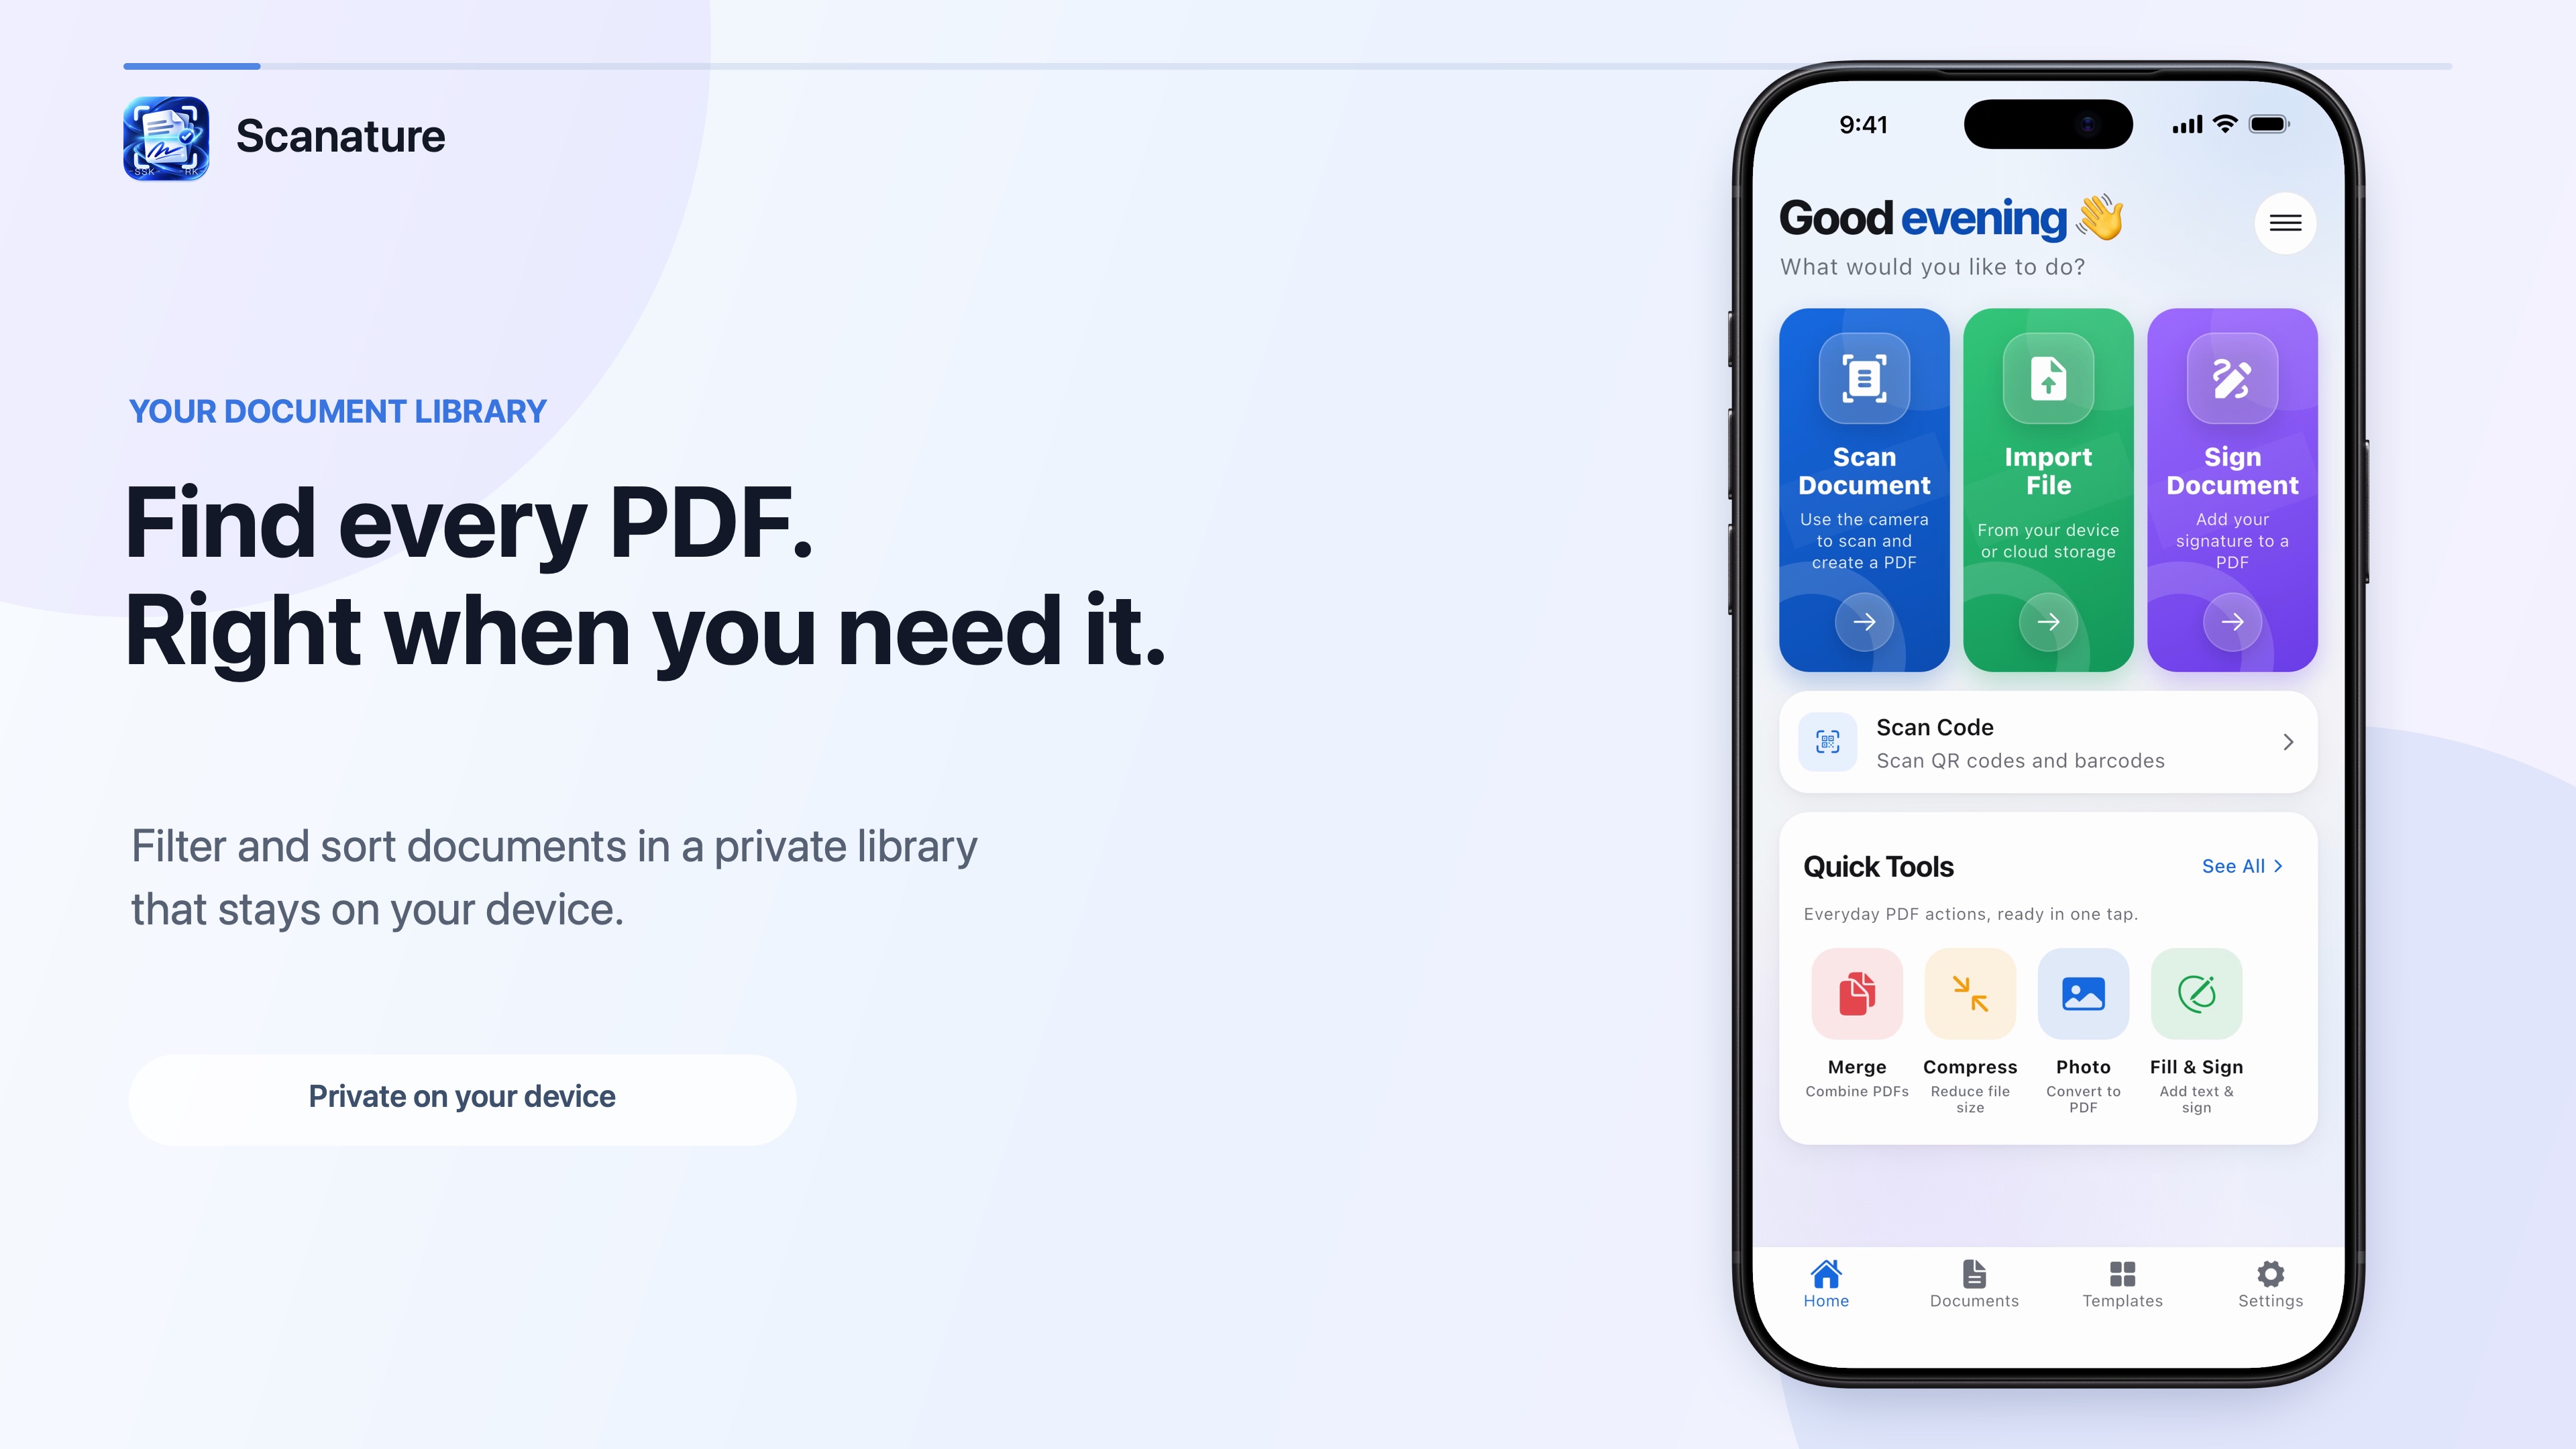 Scanature
SSK RK
YOUR DOCUMENT LIBRARY
Find every PDF.
Right when you need it.
Filter and sort documents in a private library
that stays on your device.
Private on your device
9:41
Good evening 👋
What would you like to do?
Scan
Document
Use the camera
to scan and
create a PDF
Import
File
From your device
or cloud storage
Sign
Document
Add your
signature to a
PDF
Scan Code
Scan QR codes and barcodes
Quick Tools
See All
Everyday PDF actions, ready in one tap.
Merge
Combine PDFs
Compress
Reduce file
size
Photo
Convert to
PDF
Fill & Sign
Add text &
sign
Home
Documents
Templates
Settings